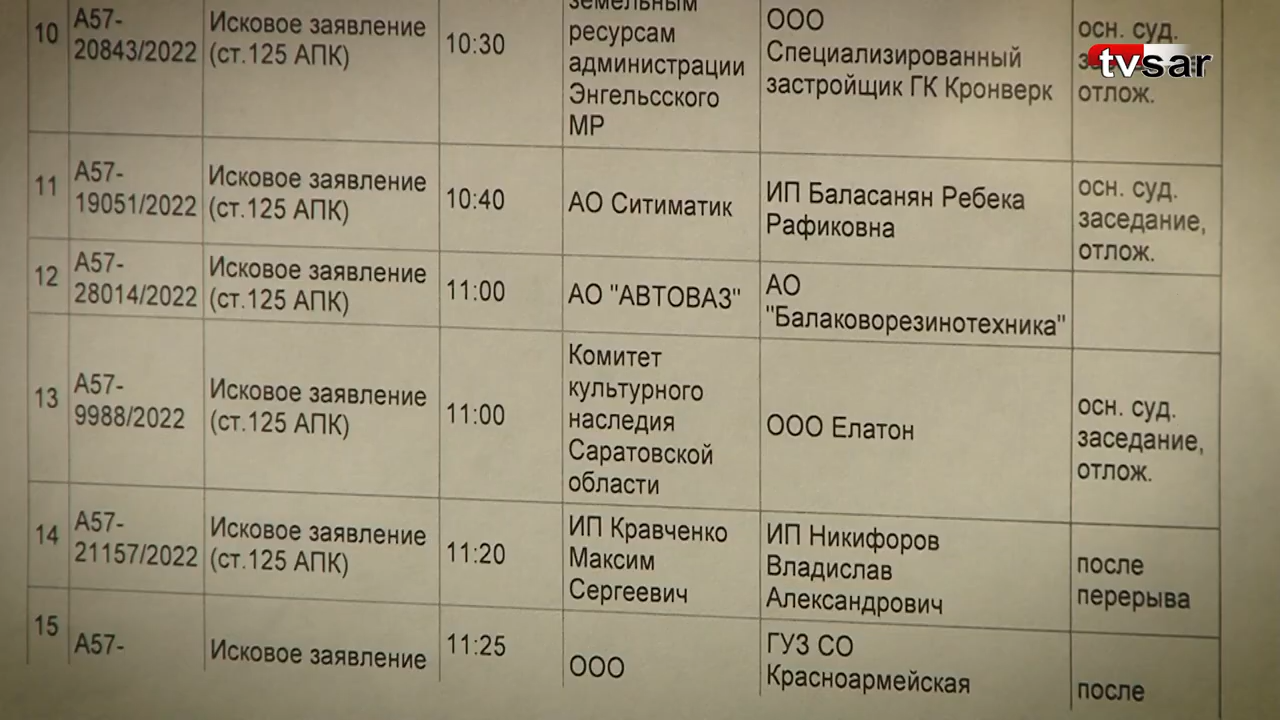 10
А57-
20843/2022
Исковое заявление
(ст.125 АПК)
10:30
земельным
ресурсам
администрации
Энгельсского
МР
ООО
Специализированный
застройщик ГК Кронверк
осн. суд.
отлож.
tvsar
11
А57-
19051/2022
Исковое заявление
(ст.125 АПК)
10:40
АО Ситиматик
ИП Баласанян Ребека
Рафиковна
осн. суд.
заседание,
отлож.
12
А57-
28014/2022
Исковое заявление
(ст.125 АПК)
11:00
АО "АВТОВАЗ"
АО
"Балаковорезинотехника"
13
А57-
9988/2022
Исковое заявление
(ст.125 АПК)
11:00
Комитет
культурного
наследия
Саратовской
области
ООО Елатон
осн. суд.
заседание,
отлож.
14
А57-
21157/2022
Исковое заявление
(ст.125 АПК)
11:20
ИП Кравченко
Максим
Сергеевич
ИП Никифоров
Владислав
Александрович
после
перерыва
15
А57-
Исковое заявление
11:25
ООО
ГУЗ СО
Красноармейская
после